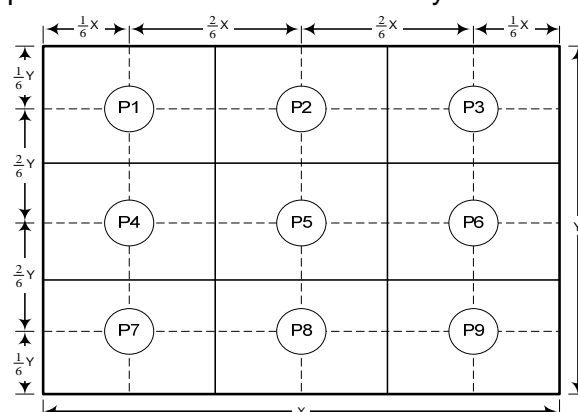 1/6 X 2/6 X 2/6 X 1/6 X
1/6 Y
P1 P2 P3
2/6 Y
P4 P5 P6
Y
2/6 Y
P7 P8 P9
1/6 Y
X